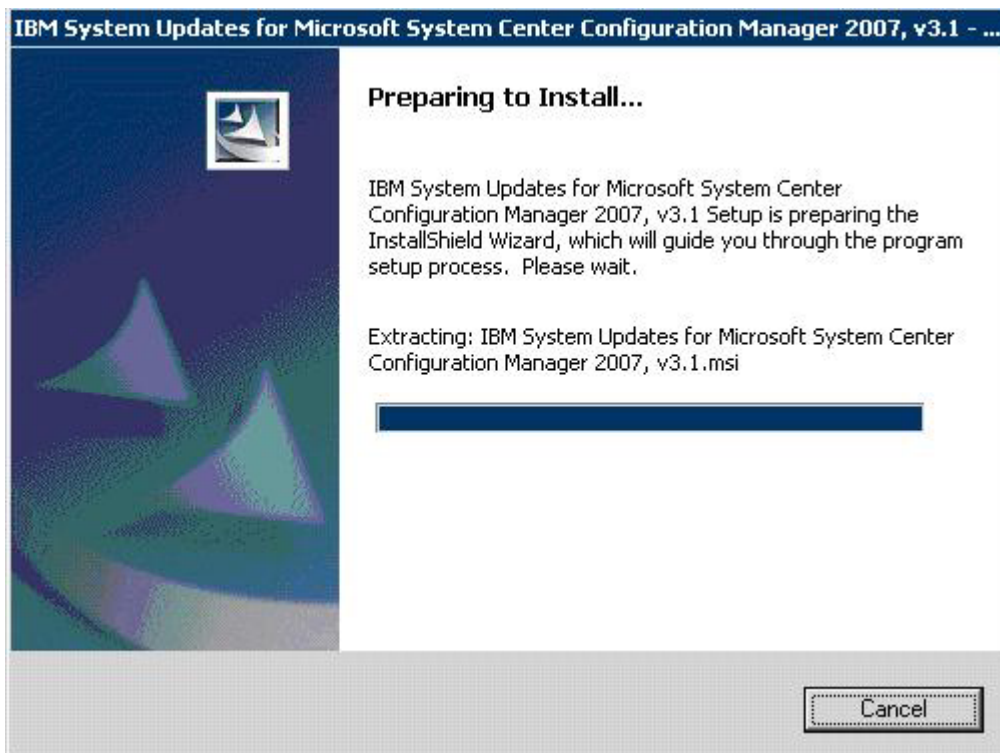 IBM System Updates for Microsoft System Center Configuration Manager 2007, v3.1 - ...
Preparing to Install...
IBM System Updates for Microsoft System Center
Configuration Manager 2007, v3.1 Setup is preparing the
InstallShield Wizard, which will guide you through the program
setup process.  Please wait.
Extracting: IBM System Updates for Microsoft System Center
Configuration Manager 2007, v3.1.msi
Cancel